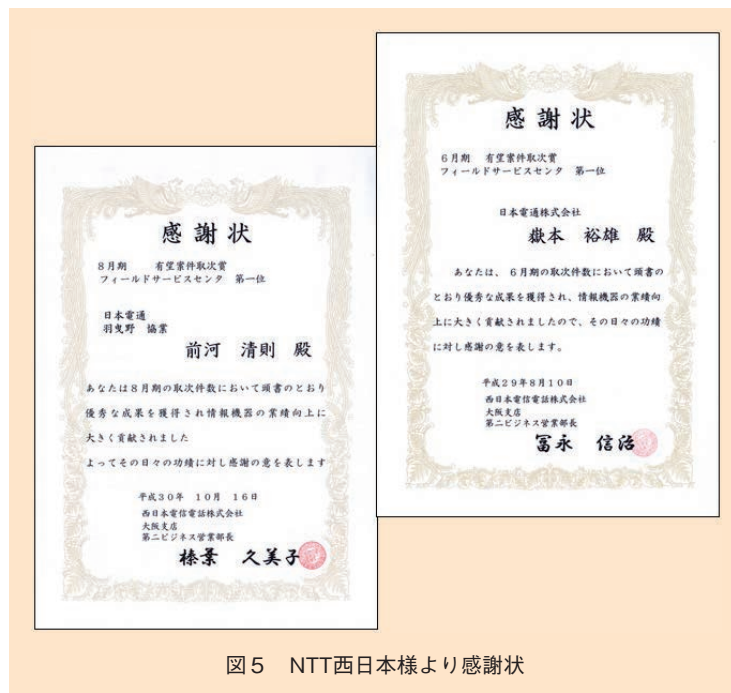 感謝状
8月期　有望案件取次賞
フィールドサービスセンタ　第一位
日本電通
羽曳野　協業
前河　清則　殿
あなたは8月期の取次件数において頭書のとおり
優秀な成果を獲得され情報機器の業績向上に
大きく貢献されました
よってその日々の功績に対し感謝の意を表します
平成30年　10月　16日
西日本電信電話株式会社
大阪支店
第二ビジネス営業部長
榛葉　久美子
感謝状
6月期　有望案件取次賞
フィールドサービスセンタ　第一位
日本電通株式会社
嶽本　裕雄　殿
あなたは、6月期の取次件数において頭書の
とおり優秀な成果を獲得され、情報機器の業績向
上に大きく貢献されましたので、その日々の功績
に対し感謝の意を表します。
平成29年8月10日
西日本電信電話株式会社
大阪支店
第二ビジネス営業部長
冨永　信治
図5　NTT西日本様より感謝状